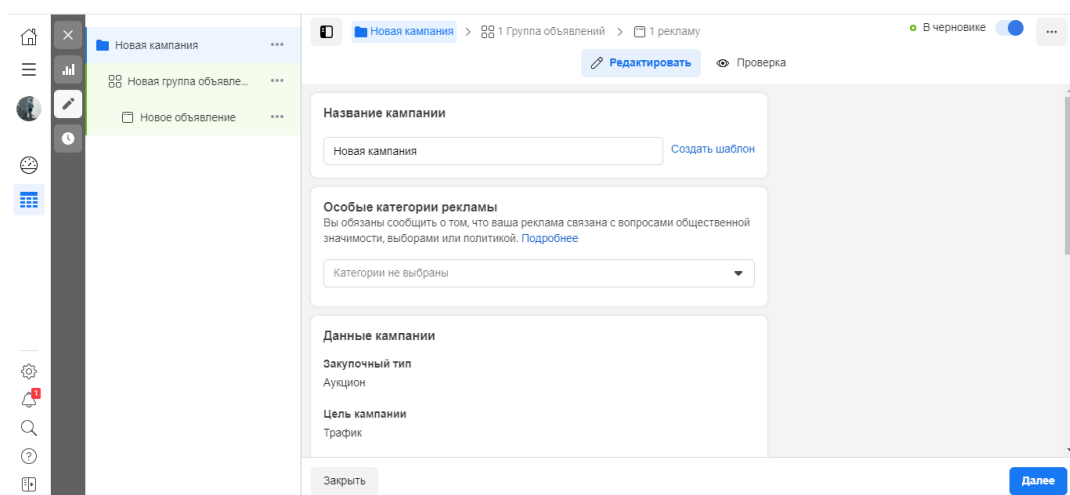 Новая кампания
Новая группа объявле...
Новое объявление
Новая кампания > 1 Группа объявлений > 1 рекламу
В черновике
Редактировать
Проверка
Название кампании
Новая кампания
Создать шаблон
Особые категории рекламы
Вы обязаны сообщить о том, что ваша реклама связана с вопросами общественной
значимости, выборами или политикой. Подробнее
Категории не выбраны
Данные кампании
Закупочный тип
Аукцион
Цель кампании
Трафик
1
Закрыть
Далее